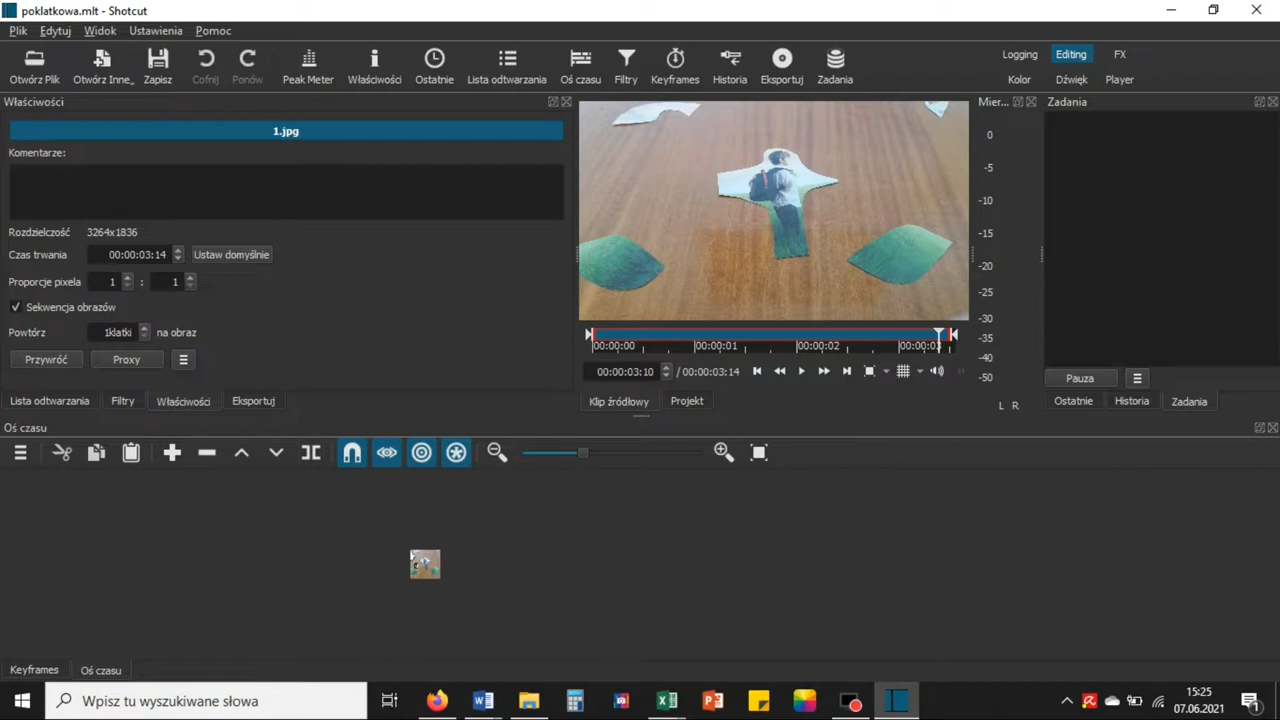 poklatkowa.mlt - Shotcut
Plik Edytuj Widok Ustawienia Pomoc
Otwórz Plik Otwórz Inne.. Zapisz Cofnij Ponów Peak Meter Właściwości Ostatnie Lista odtwarzania Oś czasu Filtry Keyframes Historia Eksportuj Zadania
Logging Editing FX
Kolor Dźwięk Player
Właściwości
Mier...
Zadania
1.jpg
Komentarze:
Rozdzielczość 3264x1836
Czas trwania 00:00:03:14 Ustaw domyślnie
Proporcje pixela 1 : 1
Sekwencja obrazów
Powtórz 1klatki na obraz
Przywróć Proxy
0
-5
-10
-15
-20
-25
-30
-35
-40
-50
L R
00:00:00 00:00:01 00:00:02 00:00:03
00:00:03:10 / 00:00:03:14
Pauza
Lista odtwarzania Filtry Właściwości Eksportuj
Klip źródłowy Projekt
Ostatnie Historia Zadania
Oś czasu
Keyframes Oś czasu
Wpisz tu wyszukiwane słowa
15:25
07.06.2021
1